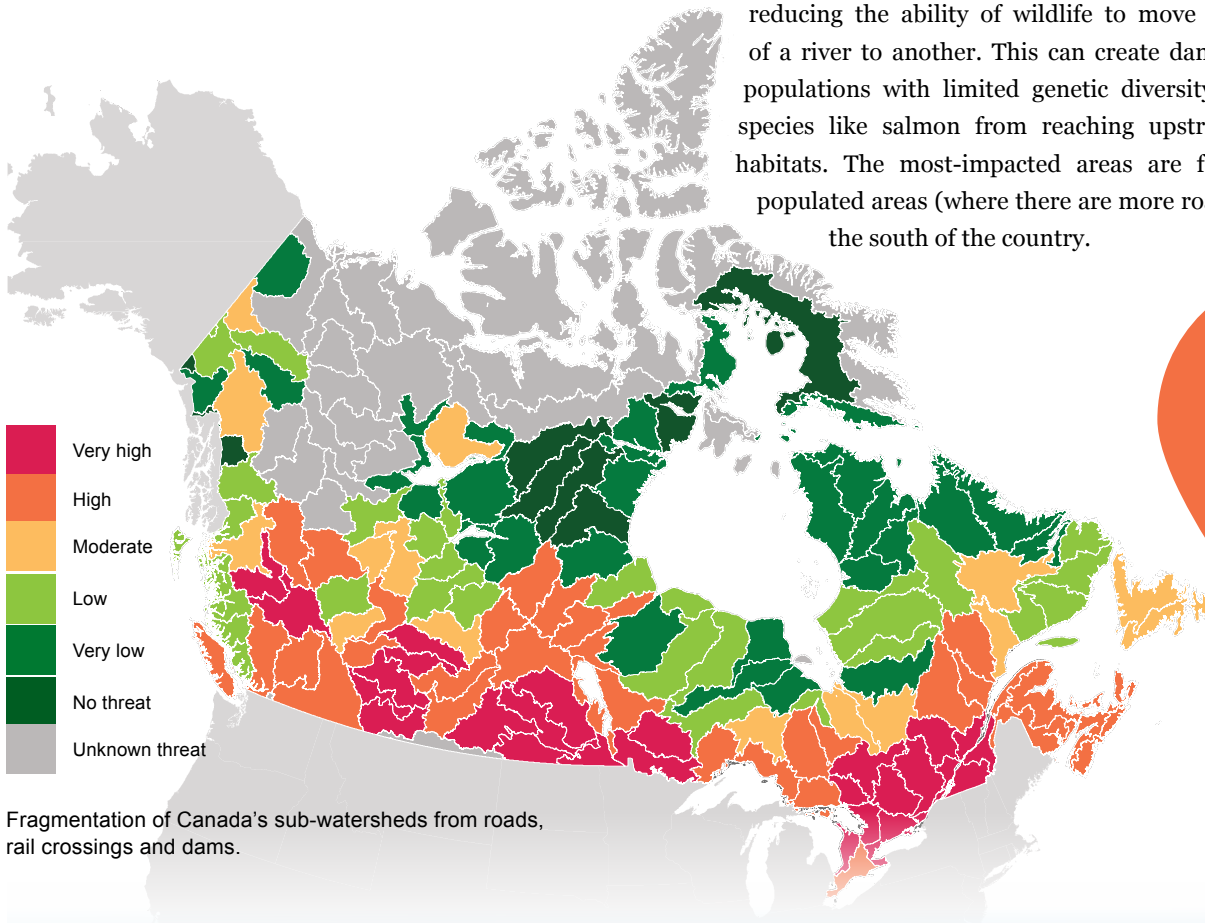 reducing the ability of wildlife to move
of a river to another. This can create
populations with limited genetic diversity
species like salmon from reaching
habitats. The most-impacted areas are
populated areas (where there are more
the south of the country.
Very high
High
Moderate
Low
Very low
No threat
Unknown threat
Fragmentation of Canada’s sub-watersheds from roads,
rail crossings and dams.